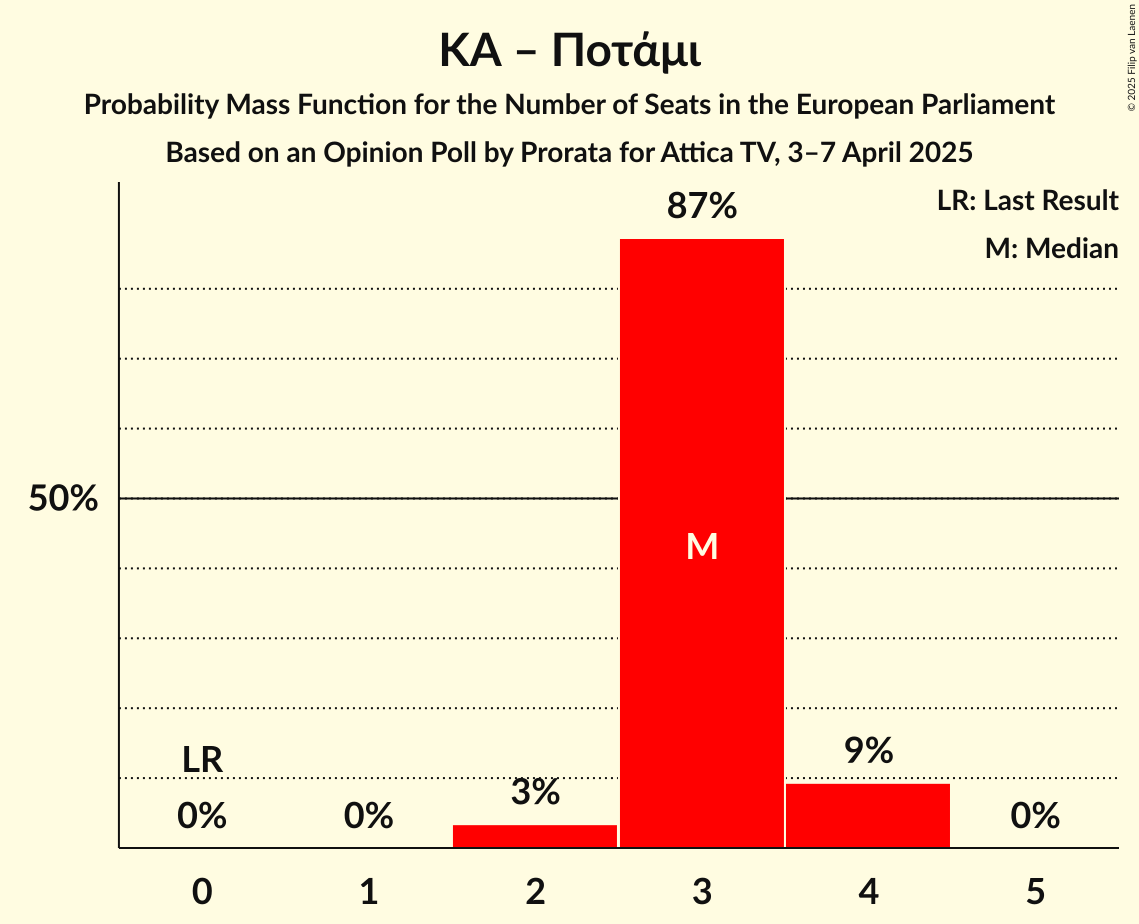 ΚΑ – Ποτάμι
Probability Mass Function for the Number of Seats in the European Parliament
Based on an Opinion Poll by Prorata for Attica TV, 3–7 April 2025
© 2025 Filip van Laenen
LR: Last Result
M: Median
87%
50%
M
LR
9%
3%
0%
0%
0%
0
1
2
3
4
5